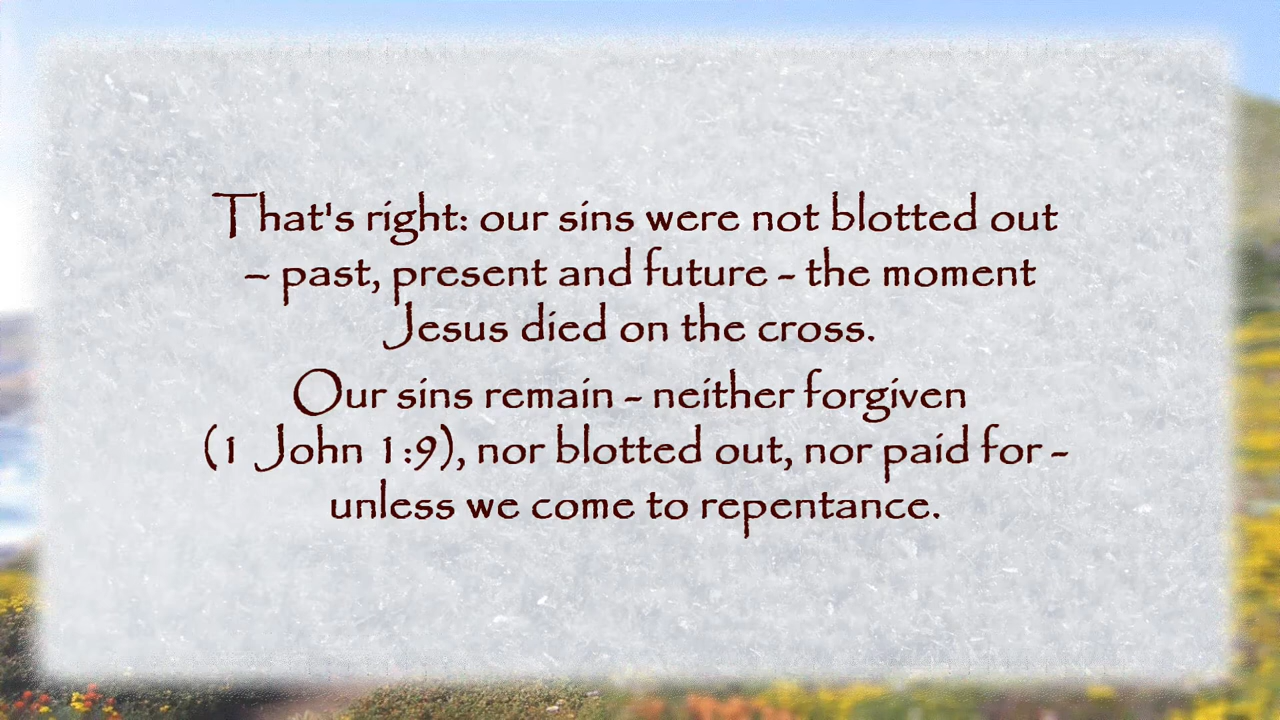 That's right: our sins were not blotted out
– past, present and future - the moment
Jesus died on the cross.
Our sins remain - neither forgiven
(1 John 1:9), nor blotted out, nor paid for -
unless we come to repentance.